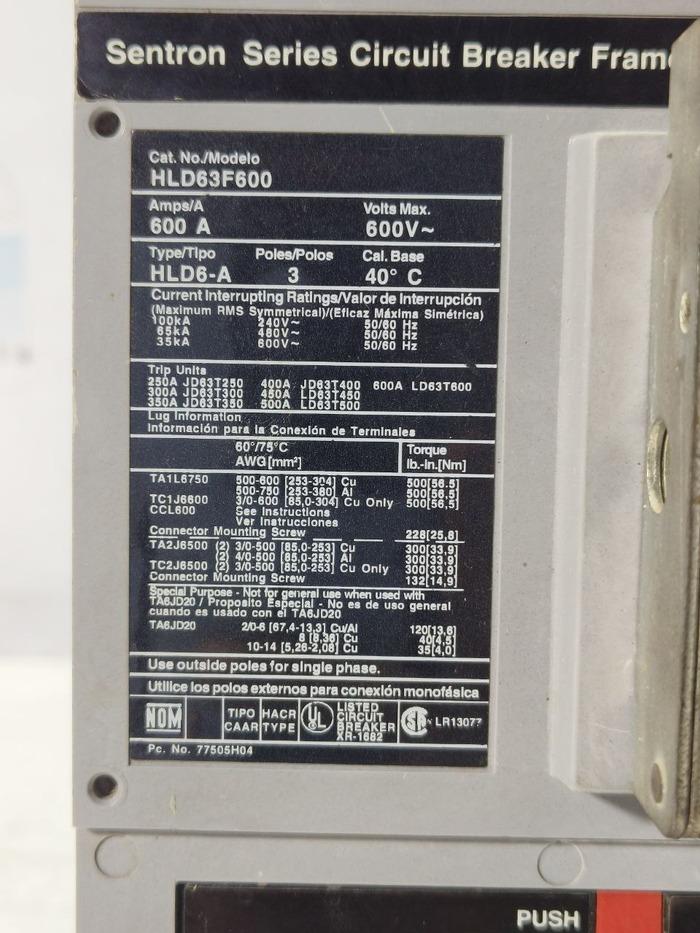 Sentron Series Circuit Breaker Frame
Cat. No./Modelo
HLD63F600
Amps/A Volts Max.
600 A 600V~
Type/Tipo Poles/Polos Cal. Base
HLD6-A 3 40° C
Current Interrupting Ratings/Valor de Interrupción
(Maximum RMS Symmetrical)/(Eficaz Máxima Simétrica)
100kA 240V~ 50/60 Hz
65kA 480V~ 50/60 Hz
35kA 600V~ 50/60 Hz
Trip Units
250A JD63T250 400A JD63T400 600A LD63T600
300A JD63T300 450A LD63T450
350A JD63T350 500A LD63T500
Lug Information
Información para la Conexión de Terminales
60°/75°C Torque
AWG[mm²] lb.-in.[Nm]
TA1L6750 500-600 [253-304] Cu 500[56,5]
500-750 [253-380] Al 500[56,5]
TC1J6600 3/0-600 [85,0-304] Cu Only 500[56,5]
CCL600 See Instructions
Ver Instrucciones
Connector Mounting Screw 228[25,8]
TA2J6500 (2) 3/0-500 [85,0-253] Cu 300[33,9]
(2) 4/0-500 [85,0-253] Al 300[33,9]
TC2J6500 (2) 3/0-500 [85,0-253] Cu Only 300[33,9]
Connector Mounting Screw 132[14,9]
Special Purpose - Not for general use when used with
TA6JD20 / Proposito Especial - No es de uso general
cuando es usado con el TA6JD20
TA6JD20 2/0-6 [67,4-13,3] Cu/Al 120[13,6]
8 [8,36] Cu 40[4,5]
10-14 [5,26-2,08] Cu 35[4,0]
Use outside poles for single phase.
Utilice los polos externos para conexión monofásica
NOM TIPO CAAR HACR TYPE UL LISTED CIRCUIT BREAKER XR-1682 SA LR13077
Pc. No. 77505H04
PUSH